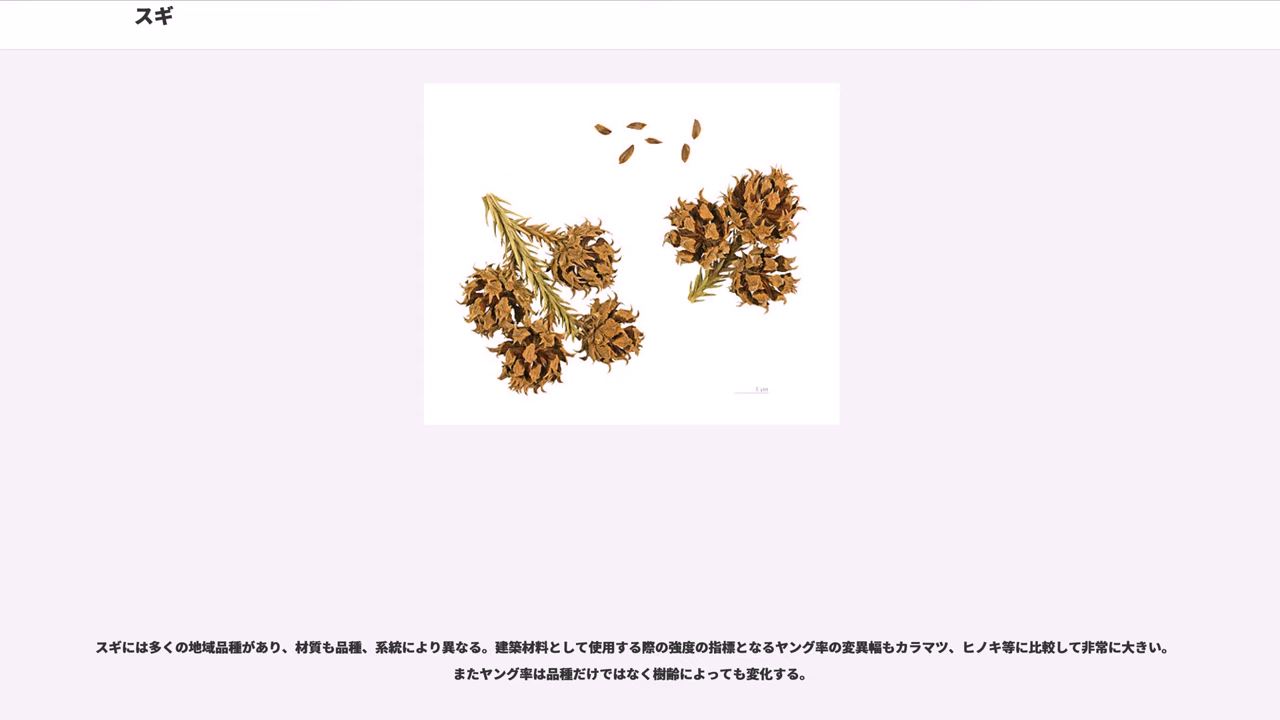 スギ
スギには多くの地域品種があり、材質も品種、系統により異なる。建築材料として使用する際の強度の指標となるヤング率の変異幅もカラマツ、ヒノキ等に比較して非常に大きい。
またヤング率は品種だけではなく樹齢によっても変化する。